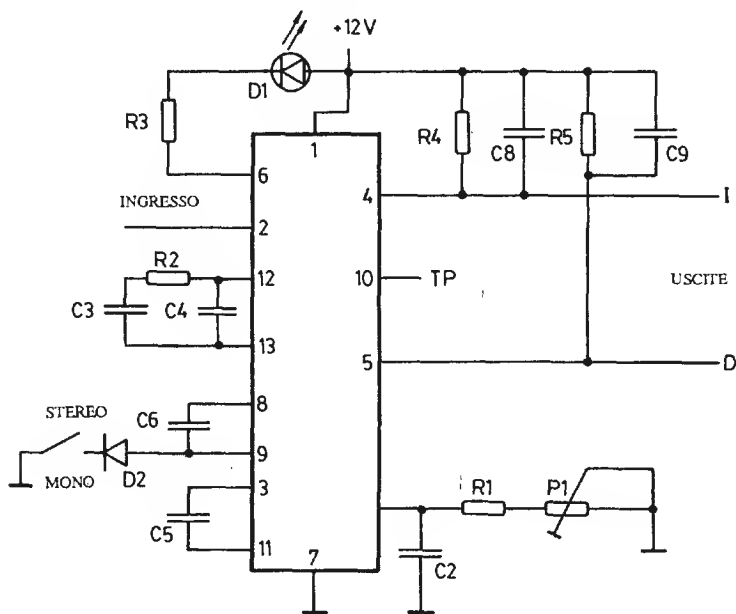 +12V
D1
R3
1
R4
C8
R5
C9
6
4
I
INGRESSO
2
R2
12
10
TP
USCITE
C3
C4
13
5
D
8
STEREO
C6
9
MONO
D2
3
R1
P1
C5
11
7
C2